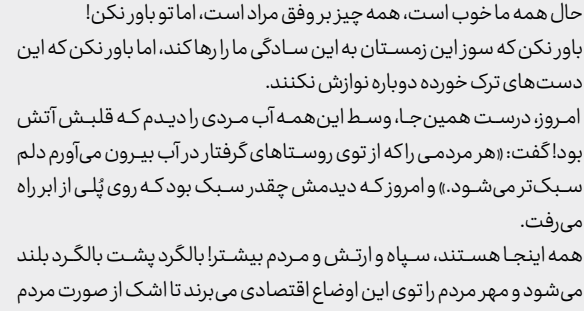 حال همه ما خوب است، همه چیز بر وفق مراد است، اما تو باور نکن!
باور نکن که سوز این زمستان به این سادگی ما را رها کند، اما باور نکن که این
دست‌های ترک خورده دوباره نوازش نکنند.
امروز، درست همین‌جا، وسط این‌همه آب مردی را دیدم که قلبش آتش
بود! گفت: «هر مردمی را که از توی روستاهای گرفتار در آب بیرون می‌آورم دلم
سبک‌تر می‌شود.» و امروز که دیدمش چقدر سبک بود که روی پُلی از ابر راه
می‌رفت.
همه اینجا هستند، سپاه و ارتش و مردم بیشتر! بالگرد پشت بالگرد بلند
می‌شود و مهر مردم را توی این اوضاع اقتصادی می‌برند تا اشک از صورت مردم